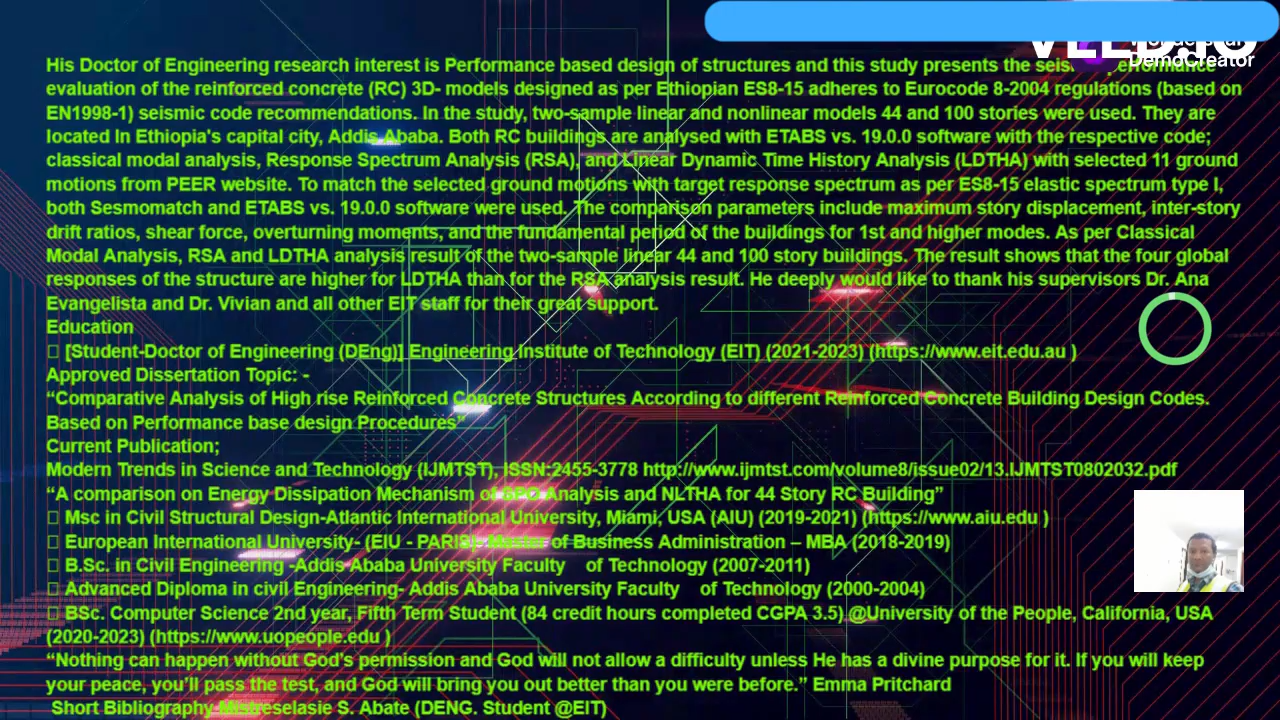 VEED.IO
DemoCreator
His Doctor of Engineering research interest is Performance based design of structures and this study presents the
evaluation of the reinforced concrete (RC) 3D- models designed as per Ethiopian ES8-15 adheres to Eurocode 8-2004 regulations (based on
EN1998-1) seismic code recommendations. In the study, two-sample linear and nonlinear models 44 and 100 stories were used. They are
located In Ethiopia's capital city, Addis Ababa. Both RC buildings are analysed with ETABS vs. 19.0.0 software with the respective code;
classical modal analysis, Response Spectrum Analysis (RSA), and Linear Dynamic Time History Analysis (LDTHA) with selected 11 ground
motions from PEER website. To match the selected ground motions with target response spectrum as per ES8-15 elastic spectrum type I,
both Sesmomatch and ETABS vs. 19.0.0 software were used. The comparison parameters include maximum story displacement, inter-story
drift ratios, shear force, overturning moments, and the fundamental period of the buildings for 1st and higher modes. As per Classical
Modal Analysis, RSA and LDTHA analysis result of the two-sample linear 44 and 100 story buildings. The result shows that the four global
responses of the structure are higher for LDTHA than for the RSA analysis result. He deeply would like to thank his supervisors Dr. Ana
Evangelista and Dr. Vivian and all other EIT staff for their great support.
Education
[Student-Doctor of Engineering (DEng)] Engineering Institute of Technology (EIT) (2021-2023) (https://www.eit.edu.au )
Approved Dissertation Topic: -
“Comparative Analysis of High rise Reinforced Concrete Structures According to different Reinforced Concrete Building Design Codes.
Based on Performance base design Procedures”
Current Publication;
Modern Trends in Science and Technology (IJMTST), ISSN:2455-3778 http://www.ijmtst.com/volume8/issue02/13.IJMTST0802032.pdf
“A comparison on Energy Dissipation Mechanism of Analysis and NLTHA for 44 Story RC Building”
Msc in Civil Structural Design-Atlantic International University, Miami, USA (AIU) (2019-2021) (https://www.aiu.edu )
European International University- (EIU - PARIS)- Master of Business Administration – MBA (2018-2019)
B.Sc. in Civil Engineering -Addis Ababa University Faculty of Technology (2007-2011)
Advanced Diploma in civil Engineering- Addis Ababa University Faculty of Technology (2000-2004)
BSc. Computer Science 2nd year, Fifth Term Student (84 credit hours completed CGPA 3.5) @University of the People, California, USA
(2020-2023) (https://www.uopeople.edu )
“Nothing can happen without God’s permission and God will not allow a difficulty unless He has a divine purpose for it. If you will keep
your peace, you’ll pass the test, and God will bring you out better than you were before.” Emma Pritchard
Short Bibliography Mistreselasie S. Abate (DENG. Student @EIT)